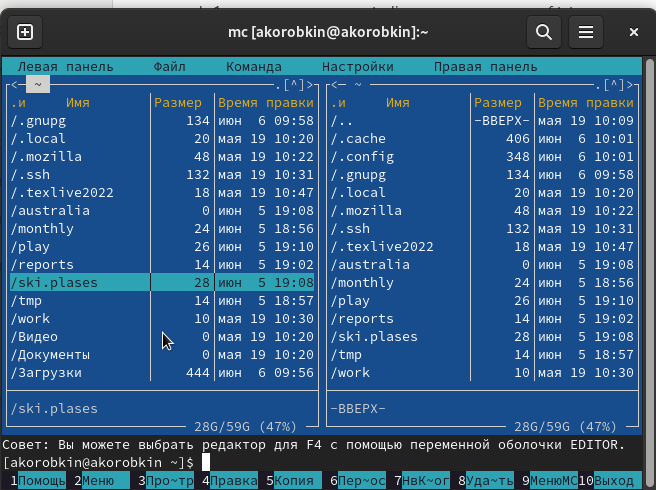 mc [akorobkin@akorobkin]:~
Левая панель Файл Команда Настройки Правая панель
<─ ~ .[^]> <─ ~ .[^]>
.и Имя Размер Время правки .и Имя Размер Время правки
/.gnupg 134 июн 6 09:58 /.. -ВВЕРХ- мая 19 10:09
/.local 20 мая 19 10:20 /.cache 406 июн 6 10:01
/.mozilla 48 мая 19 10:22 /.config 348 июн 6 10:01
/.ssh 132 мая 19 10:31 /.gnupg 134 июн 6 09:58
/.texlive2022 18 мая 19 10:47 /.local 20 мая 19 10:20
/australia 0 июн 5 19:08 /.mozilla 48 мая 19 10:22
/monthly 24 июн 5 18:56 /.ssh 132 мая 19 10:31
/play 26 июн 5 19:10 /.texlive2022 18 мая 19 10:47
/reports 14 июн 5 19:02 /australia 0 июн 5 19:08
/ski.plases 28 июн 5 19:08 /monthly 24 июн 5 18:56
/tmp 14 июн 5 18:57 /play 26 июн 5 19:10
/work 10 мая 19 10:30 /reports 14 июн 5 19:02
/Видео 0 мая 19 10:20 /ski.plases 28 июн 5 19:08
/Документы 0 мая 19 10:20 /tmp 14 июн 5 18:57
/Загрузки 444 июн 6 09:56 /work 10 мая 19 10:30
/ski.plases -ВВЕРХ-
28G/59G (47%) 28G/59G (47%)
Совет: Вы можете выбрать редактор для F4 с помощью переменной оболочки EDITOR.
[akorobkin@akorobkin ~]$
1Помощь 2Меню 3Про~тр 4Правка 5Копия 6Пер~ос 7НвК~ог 8Уда~ть 9МенюМС 10Выход